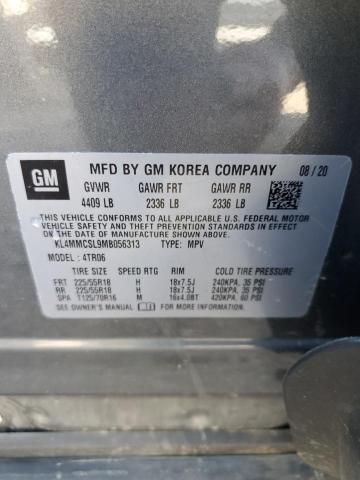 GM
MFD BY GM KOREA COMPANY 08/20
GVWR GAWR FRT GAWR RR
4409 LB 2336 LB 2336 LB
THIS VEHICLE CONFORMS TO ALL APPLICABLE U.S. FEDERAL MOTOR
VEHICLE SAFETY AND THEFT PREVENTION STANDARDS IN EFFECT ON
THE DATE OF MANUFACTURE SHOWN ABOVE.
KL4MMCSL9MB056313 TYPE: MPV
MODEL : 4TR06
TIRE SPEED RTG RIM COLD TIRE PRESSURE
FRT 225/55R18 H 18x7.5J 240KPA, 35 PSI
RR 225/55R18 H 18x7.5J 240KPA, 35 PSI
SPA T125/70R16 M 16x4.0BT 420KPA, 60 PSI
SEE OWNER'S MANUAL FOR MORE INFORMATION.